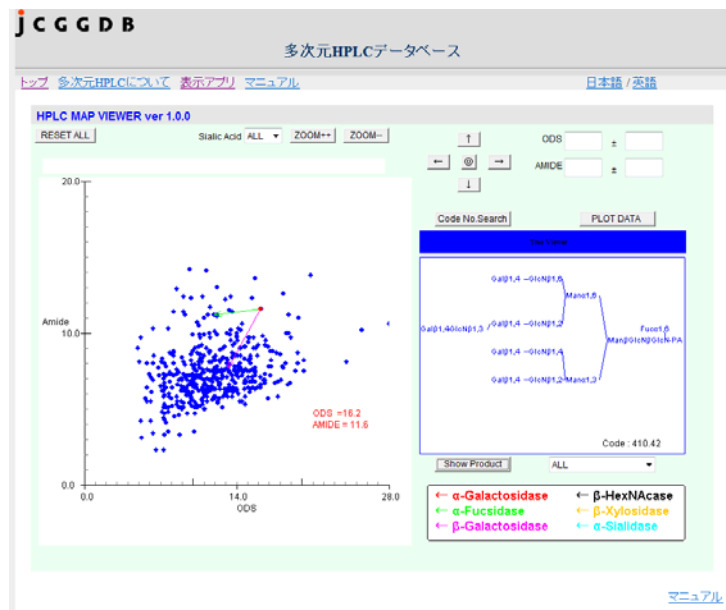 jCGGDB
多次元HPLCデータベース
トップ 多次元HPLCについて 表示アプリ マニュアル 日本語 / 英語
HPLC MAP VIEWER ver 1.0.0
RESET ALL Sialic Acid ALL ZOOM++ ZOOM--
↑
← ◎ →
↓
ODS ±
AMIDE ±
Code No.Search PLOT DATA
20.0
Amide
10.0
0.0
0.0 14.0 28.0
ODS
ODS =16.2
AMIDE = 11.6
Galβ1,4 –GlcNβ1,6
Manα1,6
Galβ1,4GlcNβ1,3 / Galβ1,4 –GlcNβ1,2
Fucα1,6
ManβGlcNβGlcN-PA
Galβ1,4 –GlcNβ1,4
Galβ1,4 –GlcNβ1,2 Manα1,3
Code : 410.42
Show Product ALL
← α-Galactosidase ← β-HexNAcase
← α-Fucsidase ← β-Xylosidase
← β-Galactosidase ← α-Sialidase
マニュアル